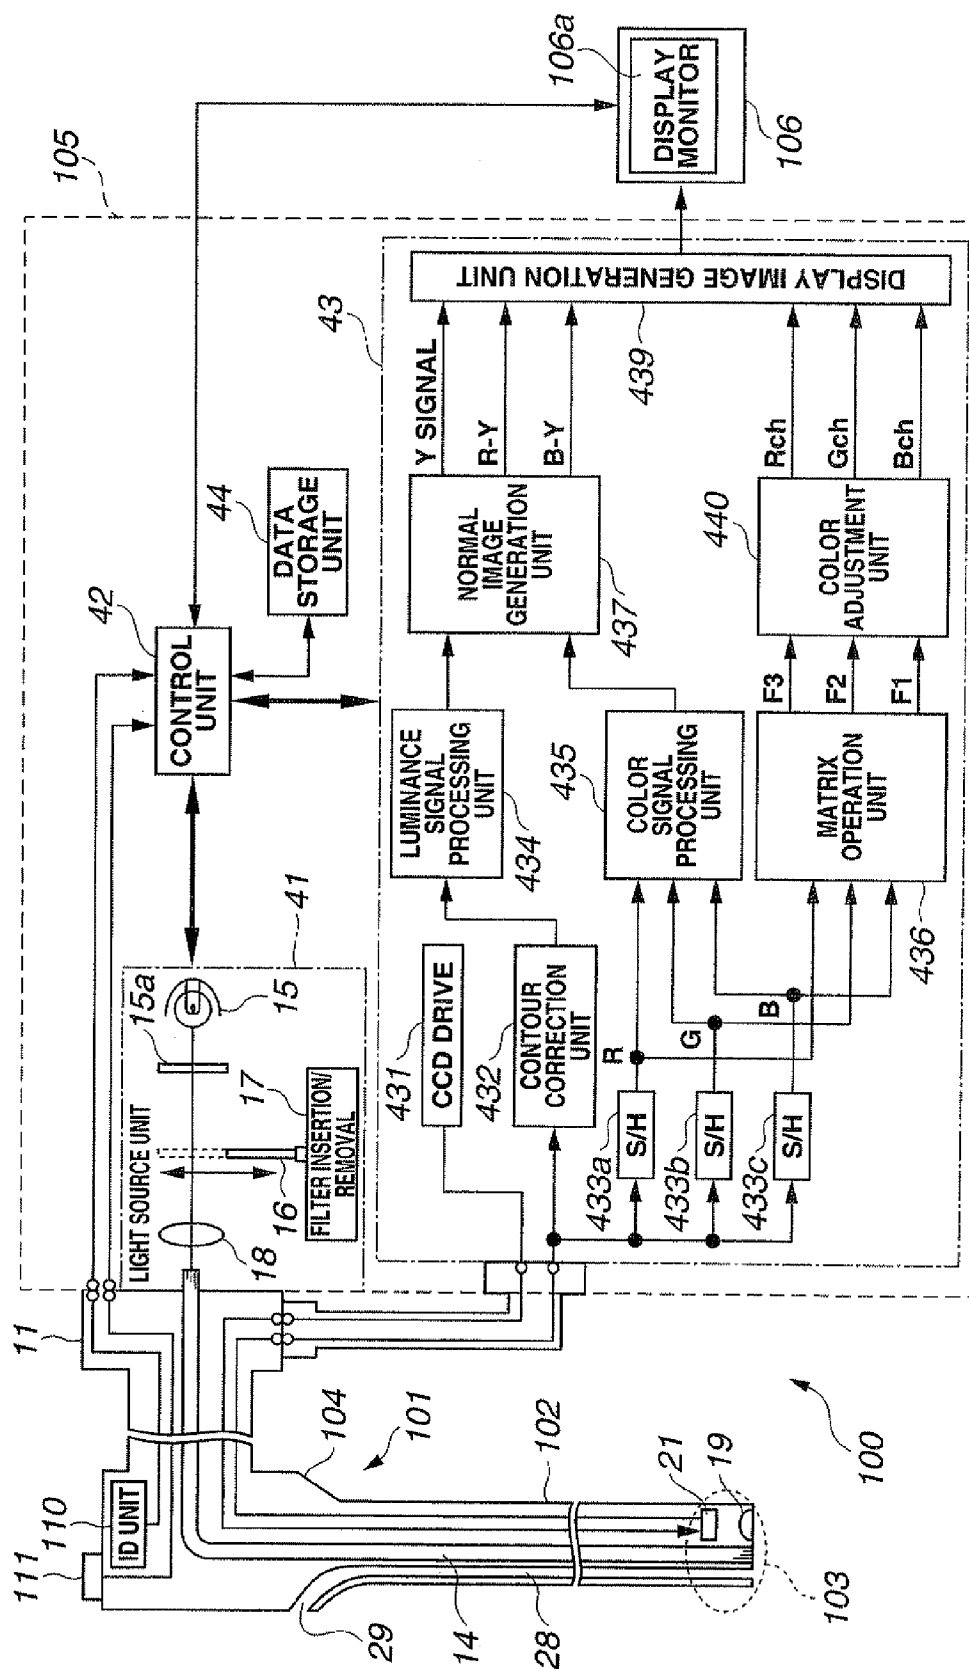 105
106a
DISPLAY
MONITOR
106
43
DISPLAY IMAGE GENERATION UNIT
439
Y SIGNAL
R-Y
B-Y
Rch
Gch
Bch
44
DATA
STORAGE
UNIT
42
CONTROL
UNIT
NORMAL
IMAGE
GENERATION
UNIT
437
440
COLOR
ADJUSTMENT
UNIT
F3
F2
F1
LUMINANCE
SIGNAL
PROCESSING
UNIT
434
435
COLOR
SIGNAL
PROCESSING
UNIT
MATRIX
OPERATION
UNIT
436
41
15a
15
LIGHT SOURCE UNIT
17
FILTER INSERTION/
REMOVAL
16
18
431
CCD DRIVE
432
CONTOUR
CORRECTION
UNIT
R
G
B
433a
S/H
433b
S/H
433c
S/H
11
104
101
102
100
111
110
ID UNIT
29
14
28
21
19
103